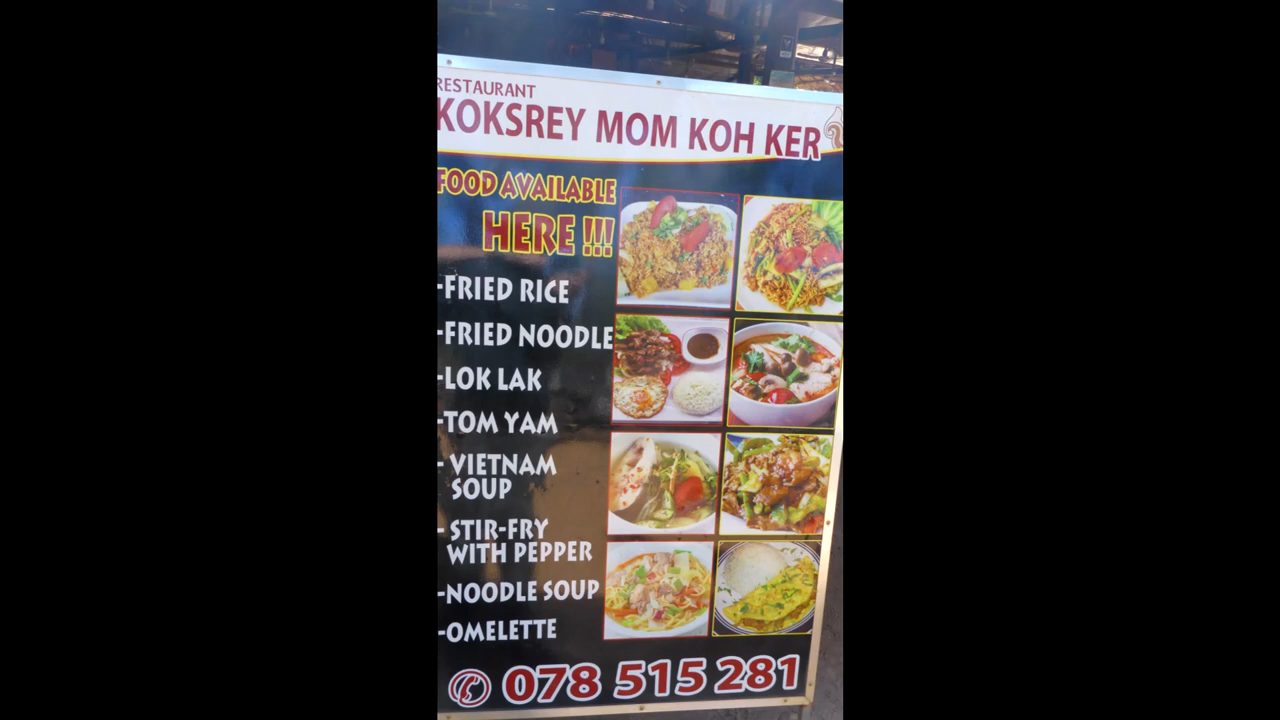 RESTAURANT
KOKSREY MOM KOH KER
FOOD AVAILABLE
HERE !!!
-FRIED RICE
-FRIED NOODLE
-LOK LAK
-TOM YAM
- VIETNAM
SOUP
- STIR-FRY
WITH PEPPER
-NOODLE SOUP
-OMELETTE
078 515 281